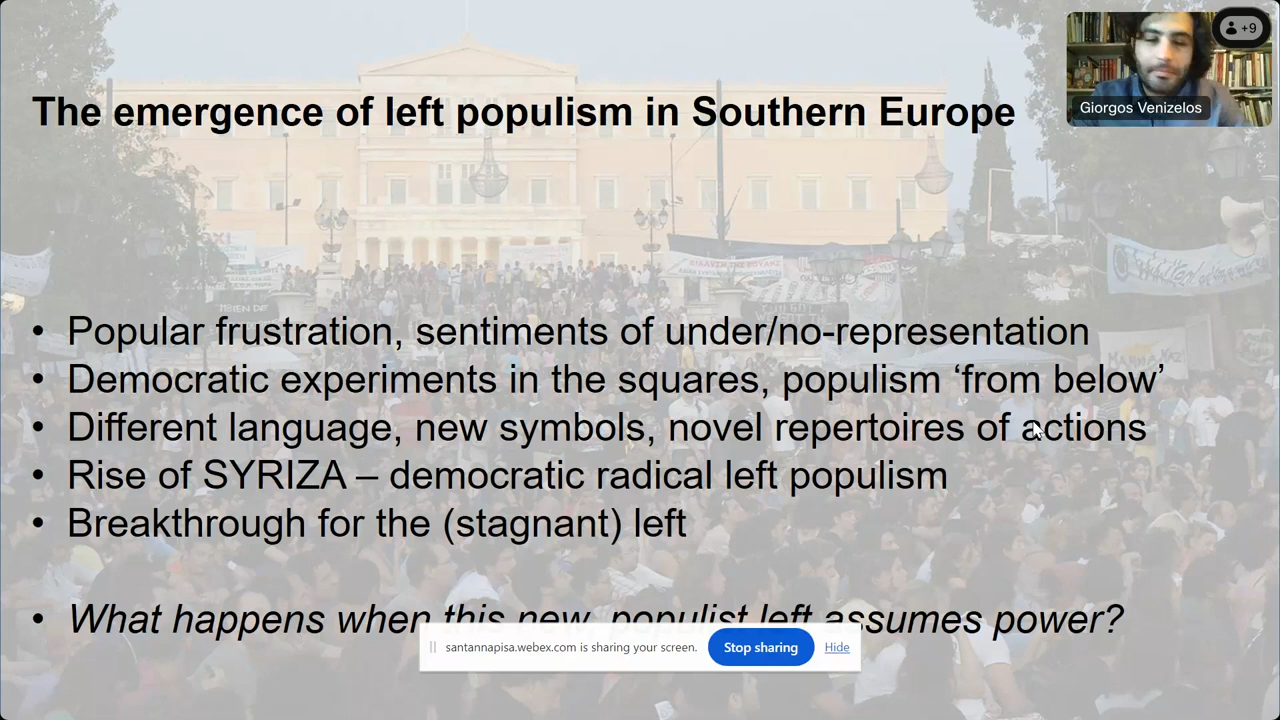 +9
Giorgos Venizelos
The emergence of left populism in Southern Europe
• Popular frustration, sentiments of under/no-representation
• Democratic experiments in the squares, populism ‘from below’
• Different language, new symbols, novel repertoires of actions
• Rise of SYRIZA – democratic radical left populism
• Breakthrough for the (stagnant) left
• What happens when this new, populist left assumes power?
santannapisa.webex.com is sharing your screen.
Stop sharing
Hide